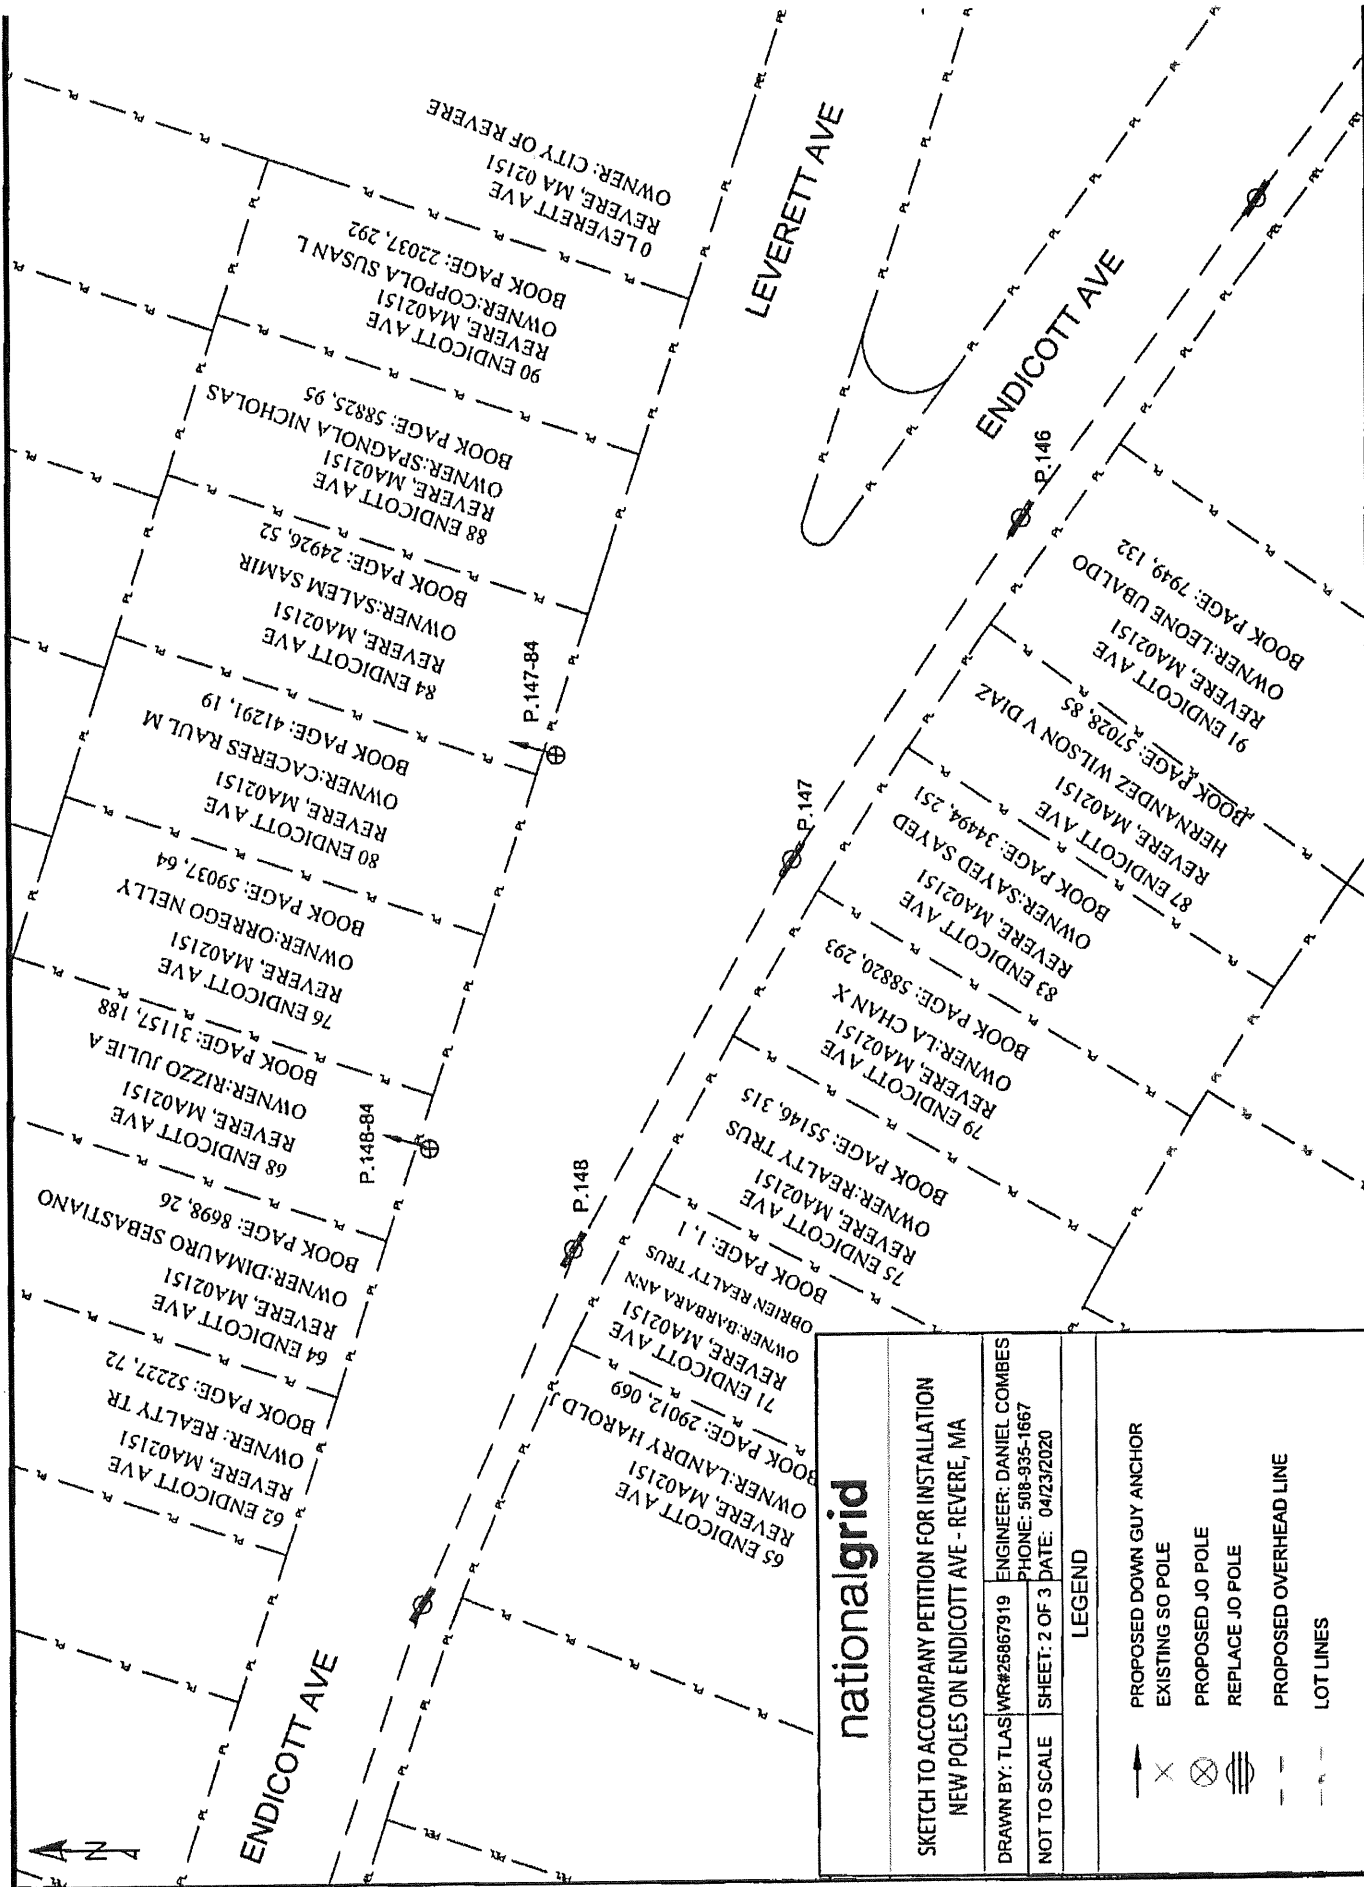 0 LEVERETT AVE
REVERE, MA 02151
OWNER: CITY OF REVERE
90 ENDICOTT AVE
REVERE, MA02151
OWNER:COPPOLA SUSAN L
BOOK PAGE: 22037, 292
88 ENDICOTT AVE
REVERE, MA02151
OWNER:SPAGNOLA NICHOLAS
BOOK PAGE: 58825, 95
84 ENDICOTT AVE
REVERE, MA02151
OWNER:SALEM SAMIR
BOOK PAGE: 24926, 52
80 ENDICOTT AVE
REVERE, MA02151
OWNER:CACERES RAUL M
BOOK PAGE: 41291, 19
76 ENDICOTT AVE
REVERE, MA02151
OWNER:ORREGO NELLY
BOOK PAGE: 59037, 64
68 ENDICOTT AVE
REVERE, MA02151
OWNER:RIZZO JULIE A
BOOK PAGE: 31157, 188
64 ENDICOTT AVE
REVERE, MA02151
OWNER:DIMAURO SEBASTIANO
BOOK PAGE: 8698, 26
62 ENDICOTT AVE
REVERE, MA02151
OWNER: REALTY TR
BOOK PAGE: 52227, 72
P.147-84
P.148-84
LEVERETT AVE
ENDICOTT AVE
ENDICOTT AVE
N
P.146
P.147
P.148
91 ENDICOTT AVE
REVERE, MA02151
OWNER:LEONE UBALDO
BOOK PAGE: 7949, 132
87 ENDICOTT AVE
REVERE, MA02151
HERNANDEZ WILSON V DIAZ
BOOK PAGE: 57028, 85
83 ENDICOTT AVE
REVERE, MA02151
OWNER:SAYED SAYED
BOOK PAGE: 34494, 251
79 ENDICOTT AVE
REVERE, MA02151
OWNER:LA CHAN X
BOOK PAGE: 58820, 293
75 ENDICOTT AVE
REVERE, MA02151
OWNER:REALTY TRUS
BOOK PAGE: 55146, 315
71 ENDICOTT AVE
REVERE, MA02151
OWNER:BARBARA ANN
OBRIEN REALTY TRUS
BOOK PAGE: 1, 1
65 ENDICOTT AVE
REVERE, MA02151
OWNER:LANDRY HAROLD J
BOOK PAGE: 29012, 069
nationalgrid
SKETCH TO ACCOMPANY PETITION FOR INSTALLATION
NEW POLES ON ENDICOTT AVE - REVERE, MA
DRAWN BY: TLAS WR#26867919 ENGINEER: DANIEL COMBES
PHONE: 508-935-1667
NOT TO SCALE SHEET: 2 OF 3 DATE: 04/23/2020
LEGEND
PROPOSED DOWN GUY ANCHOR
EXISTING SO POLE
PROPOSED JO POLE
REPLACE JO POLE
PROPOSED OVERHEAD LINE
LOT LINES